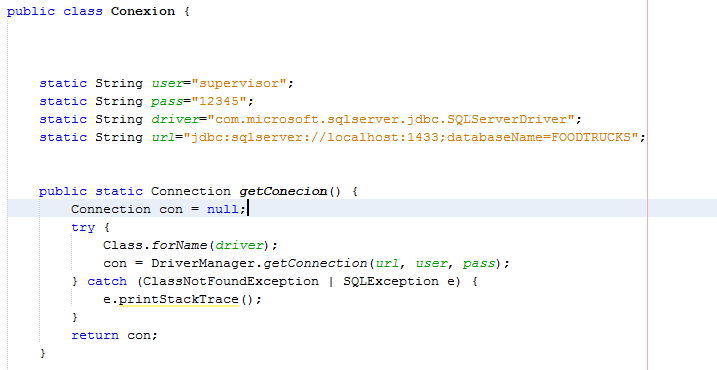 public class Conexion {
static String user="supervisor";
static String pass="12345";
static String driver="com.microsoft.sqlserver.jdbc.SQLServerDriver";
static String url="jdbc:sqlserver://localhost:1433;databaseName=FOODTRUCKS";
public static Connection getConecion() {
Connection con = null;
try {
Class.forName(driver);
con = DriverManager.getConnection(url, user, pass);
} catch (ClassNotFoundException | SQLException e) {
e.printStackTrace();
}
return con;
}